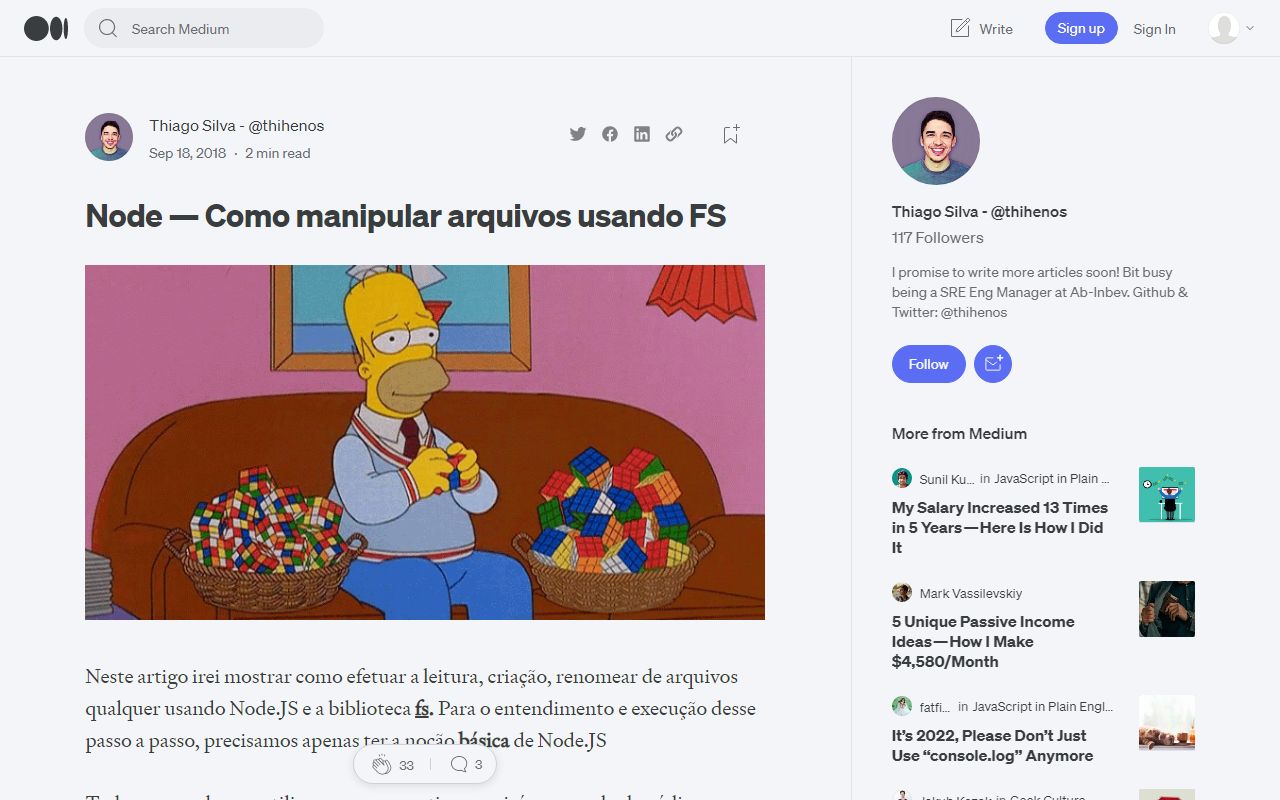 Search Medium
Write
Sign up
Sign In
Thiago Silva - @thihenos
Sep 18, 2018 · 2 min read
Node — Como manipular arquivos usando FS
Neste artigo irei mostrar como efetuar a leitura, criação, renomear de arquivos
qualquer usando Node.JS e a biblioteca fs. Para o entendimento e execução desse
passo a passo, precisamos apenas ter a noção básica de Node.JS
33
3
Thiago Silva - @thihenos
117 Followers
I promise to write more articles soon! Bit busy
being a SRE Eng Manager at Ab-Inbev. Github &
Twitter: @thihenos
Follow
More from Medium
Sunil Ku... in JavaScript in Plain ...
My Salary Increased 13 Times
in 5 Years — Here Is How I Did
It
Mark Vassilevskiy
5 Unique Passive Income
Ideas — How I Make
$4,580/Month
fatfi... in JavaScript in Plain Engl...
It's 2022, Please Don't Just
Use “console.log” Anymore